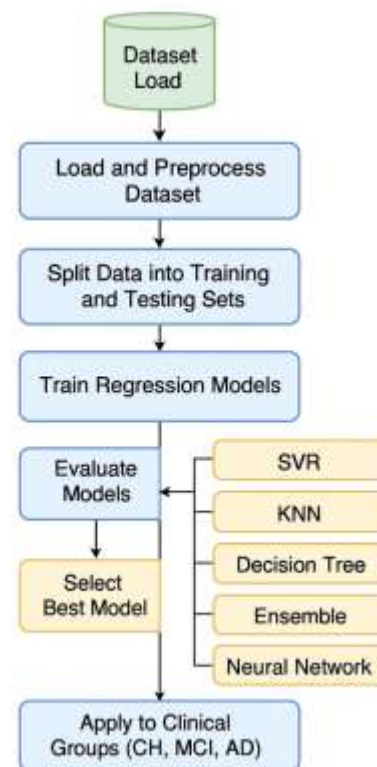 Dataset
Load
Load and Preprocess
Dataset
Split Data into Training
and Testing Sets
Train Regression Models
Evaluate
Models
SVR
KNN
Select
Best Model
Decision Tree
Ensemble
Neural Network
Apply to Clinical
Groups (CH, MCI, AD)